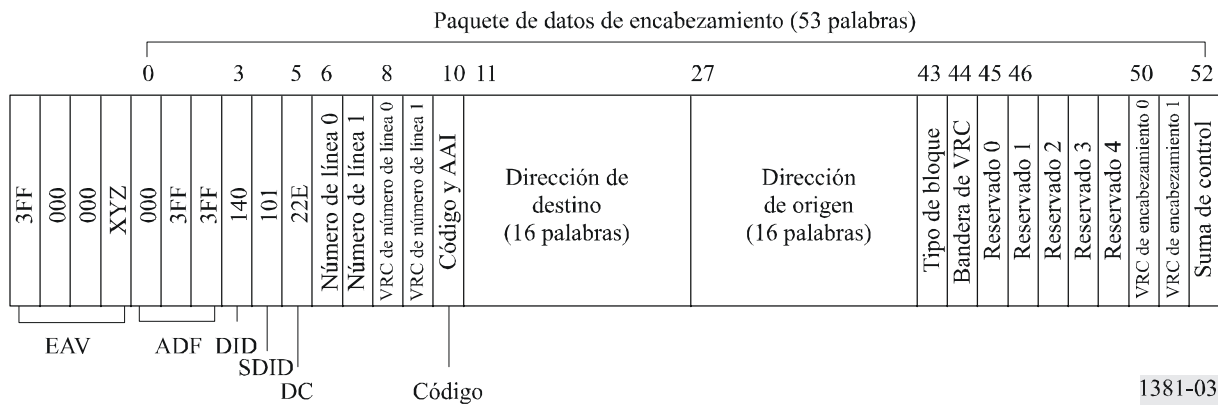 Paquete de datos de encabezamiento (53 palabras)
0 3 5 6 8 10 11 27 43 44 45 46 50 52
3FF
000
000
XYZ
000
3FF
3FF
140
101
22E
Número de línea 0
Número de línea 1
VRC de número de línea 0
VRC de número de línea 1
Código y AAI
Dirección de
destino
(16 palabras)
Dirección
de origen
(16 palabras)
Tipo de bloque
Bandera de VRC
Reservado 0
Reservado 1
Reservado 2
Reservado 3
Reservado 4
VRC de encabezamiento 0
VRC de encabezamiento 1
Suma de control
EAV
ADF
DID
SDID
DC
Código
1381-03